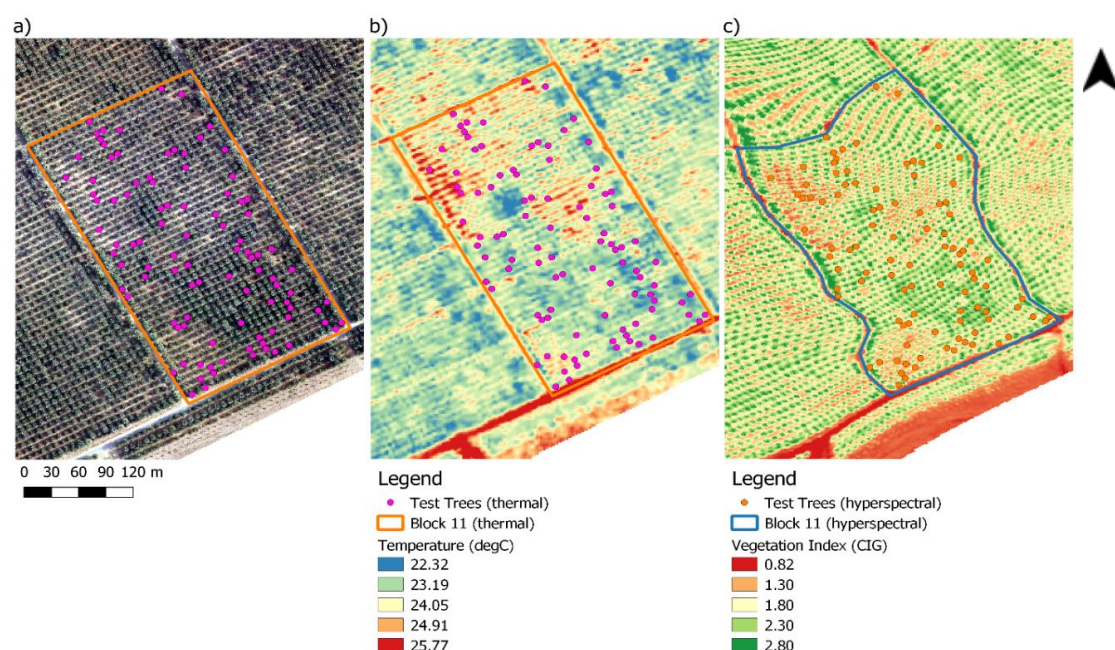 a)
b)
c)
0 30 60 90 120 m
Legend
Test Trees (thermal)
Block 11 (thermal)
Temperature (degC)
22.32
23.19
24.05
24.91
25.77
Legend
Test Trees (hyperspectral)
Block 11 (hyperspectral)
Vegetation Index (CIG)
0.82
1.30
1.80
2.30
2.80